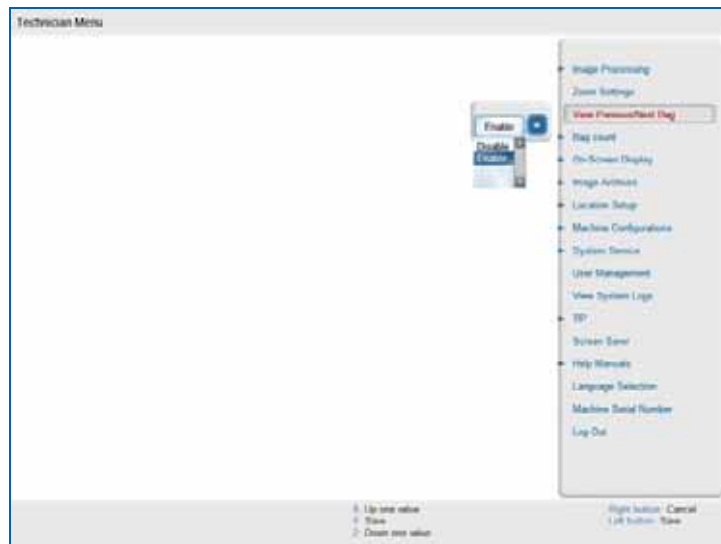 Technician Menu
Image Processing
Zoom Settings
View Previous/Next Bag
Enable
Bag count
Disable
Enable
On-Screen Display
Image Archives
Location Setup
Machine Configurations
System Service
User Management
View System Logs
TIP
Screen Saver
Help Manuals
Language Selection
Machine Serial Number
Log Out
Up one value
Save
Down one value
Right button: Cancel
Left button: Save